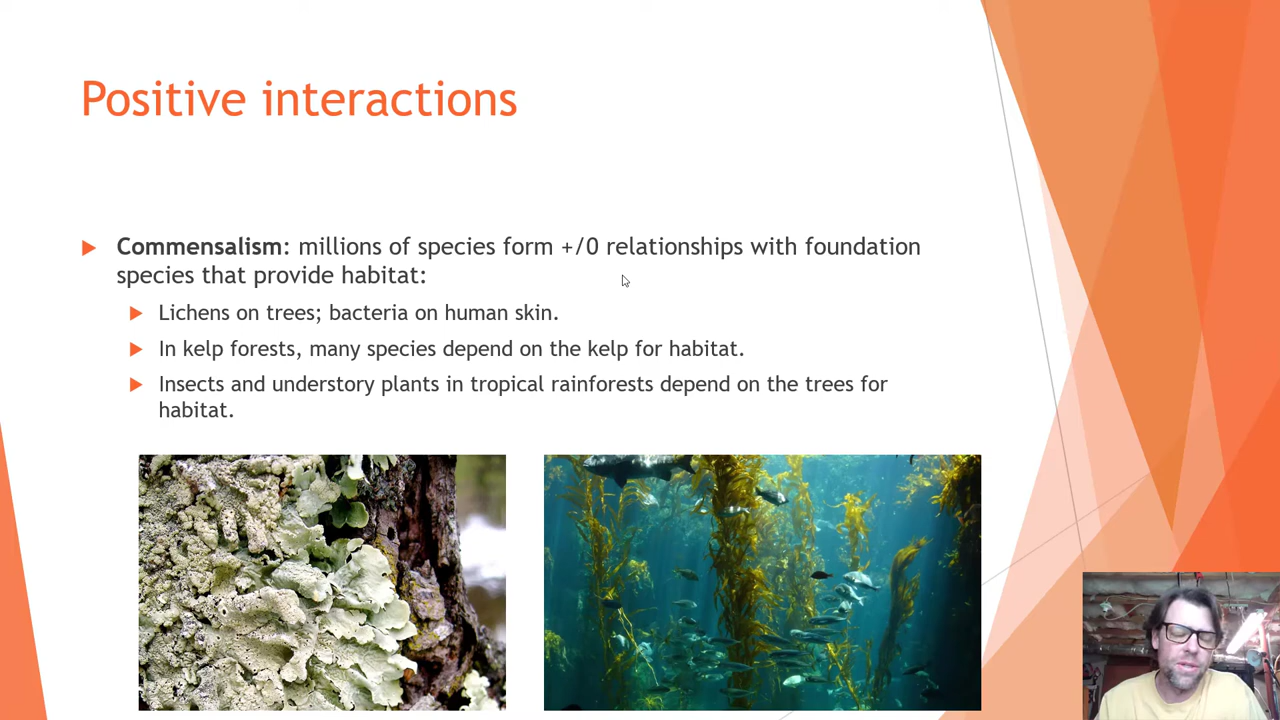 Positive interactions
Commensalism: millions of species form +/0 relationships with foundation
species that provide habitat:
Lichens on trees; bacteria on human skin.
In kelp forests, many species depend on the kelp for habitat.
Insects and understory plants in tropical rainforests depend on the trees for
habitat.